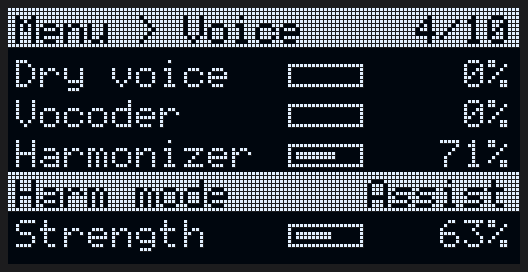 Menu > Voice 4/10
Dry voice 0%
Vocoder 0%
Harmonizer 71%
Harm mode Assist
Strength 63%